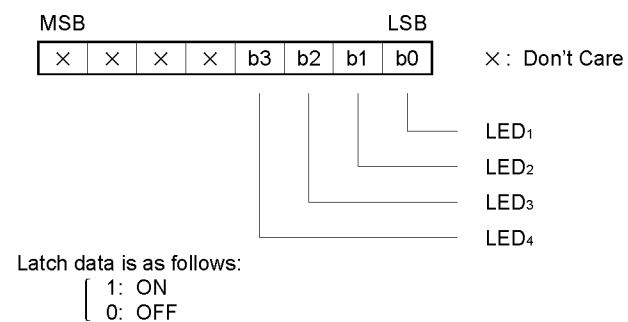 MSB LSB
× × × × b3 b2 b1 b0 ×: Don't Care
LED1
LED2
LED3
LED4
Latch data is as follows:
1: ON
0: OFF